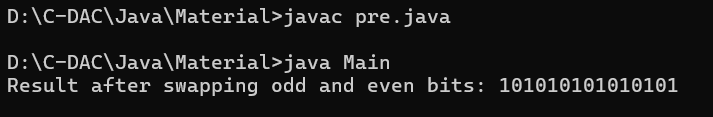 D:\C-DAC\Java\Material>javac pre.java
D:\C-DAC\Java\Material>java Main
Result after swapping odd and even bits: 101010101010101